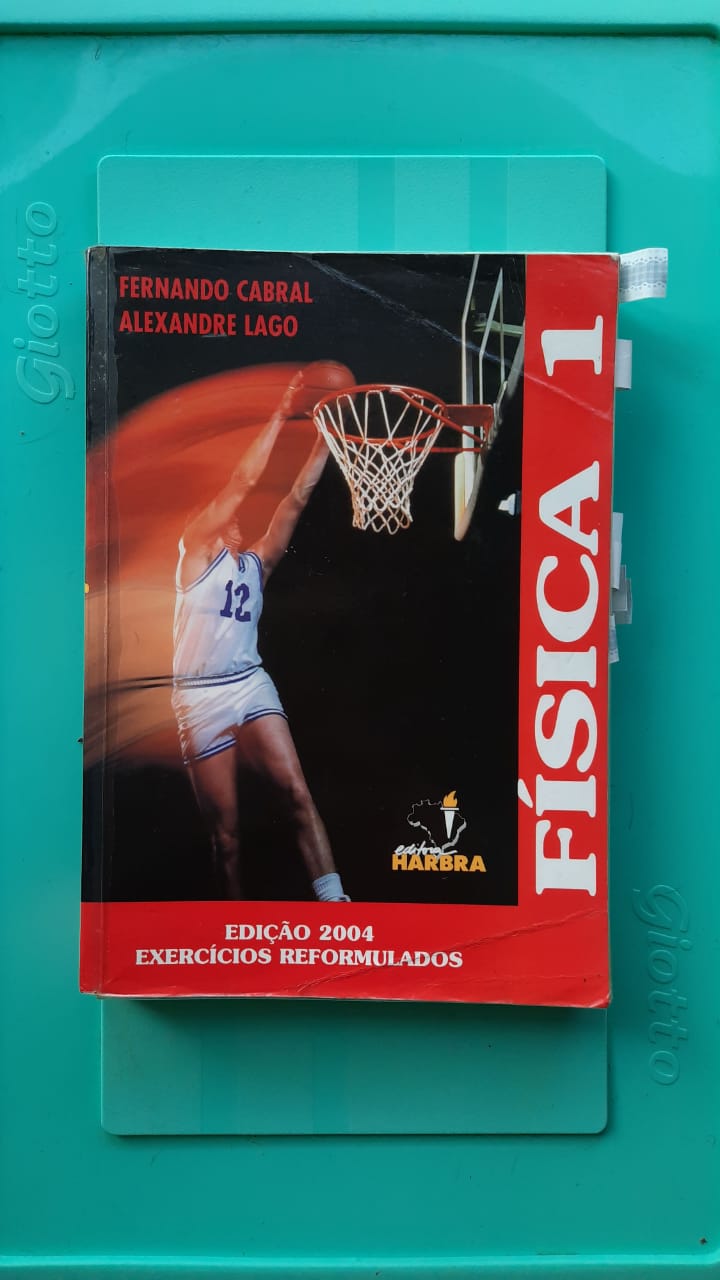 Giotto
FERNANDO CABRAL
ALEXANDRE LAGO
12
FÍSICA 1
editora
HARBRA
EDIÇÃO 2004
EXERCÍCIOS REFORMULADOS
Giotto